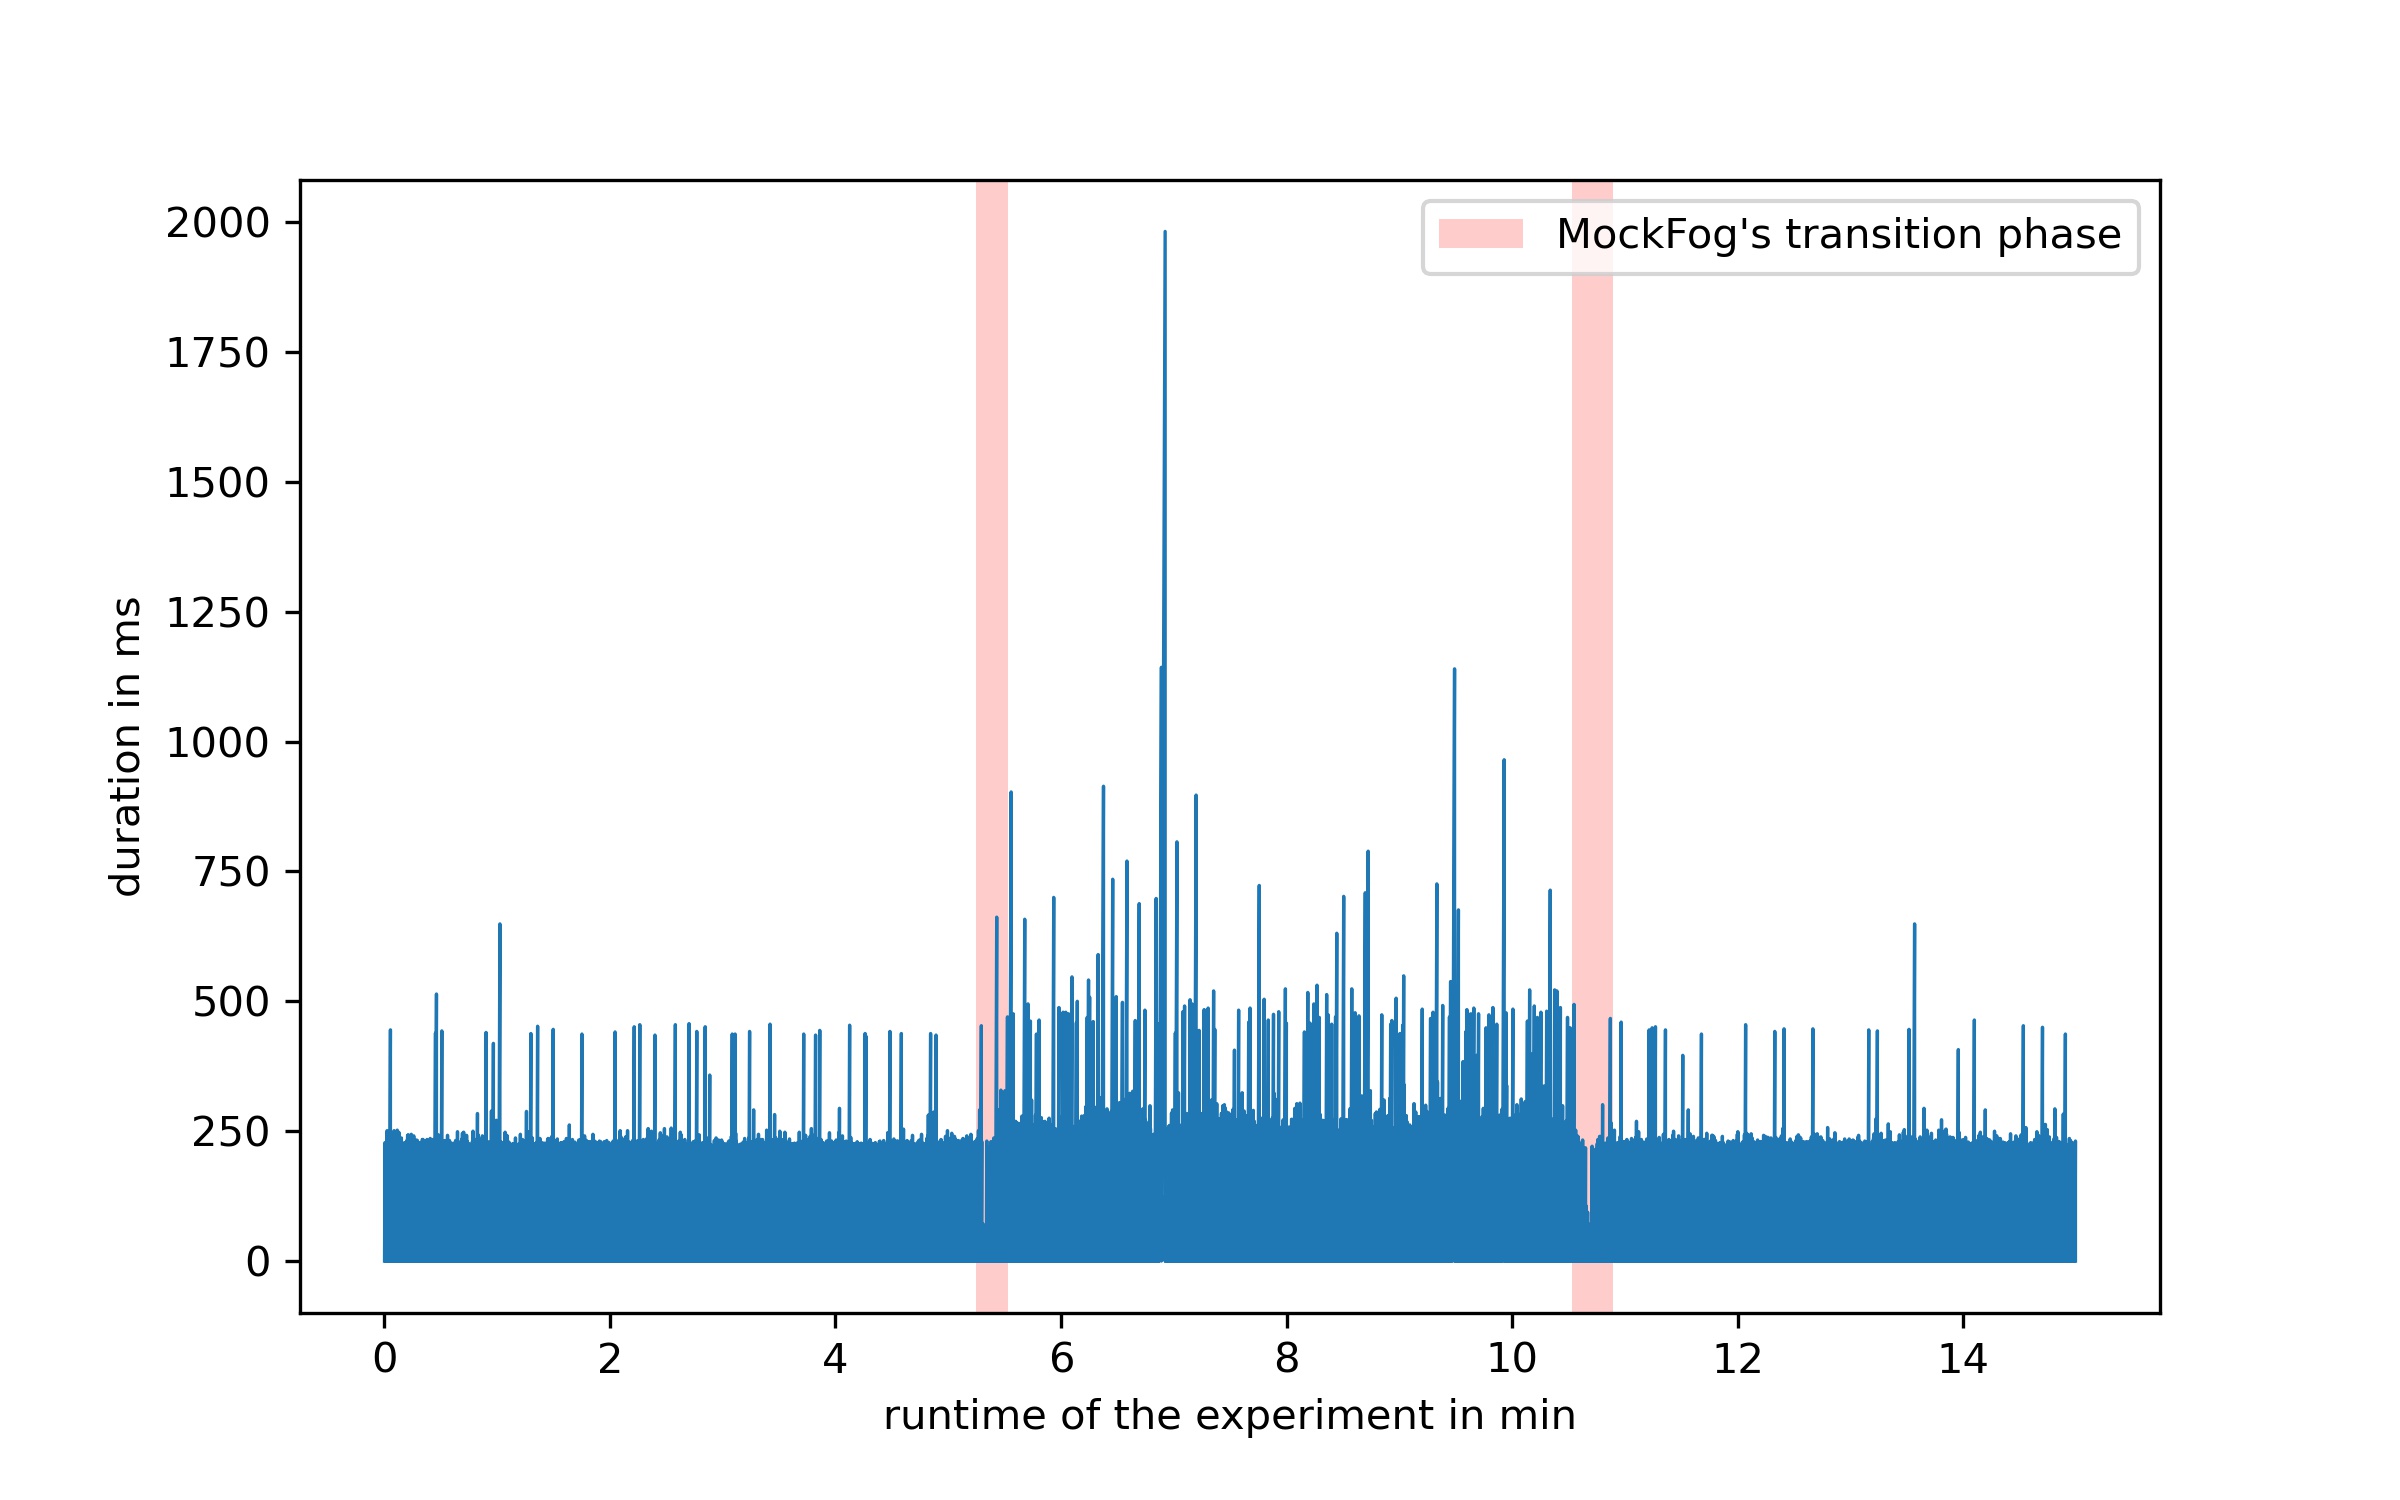 MockFog's transition phase
2000
1750
1500
1250
1000
750
500
250
0
duration in ms
0 2 4 6 8 10 12 14
runtime of the experiment in min